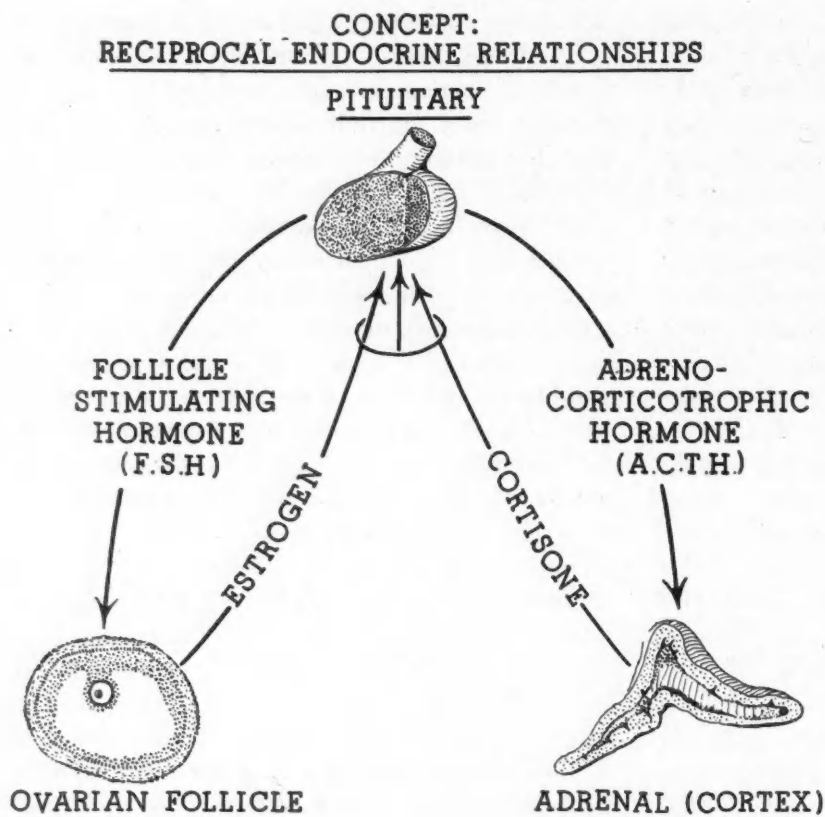 CONCEPT:
RECIPROCAL ENDOCRINE RELATIONSHIPS
PITUITARY
FOLLICLE
STIMULATING
HORMONE
(F.S.H)
ADRENO-
CORTICOTROPHIC
HORMONE
(A.C.T.H.)
ESTROGEN
CORTISONE
OVARIAN FOLLICLE
ADRENAL (CORTEX)